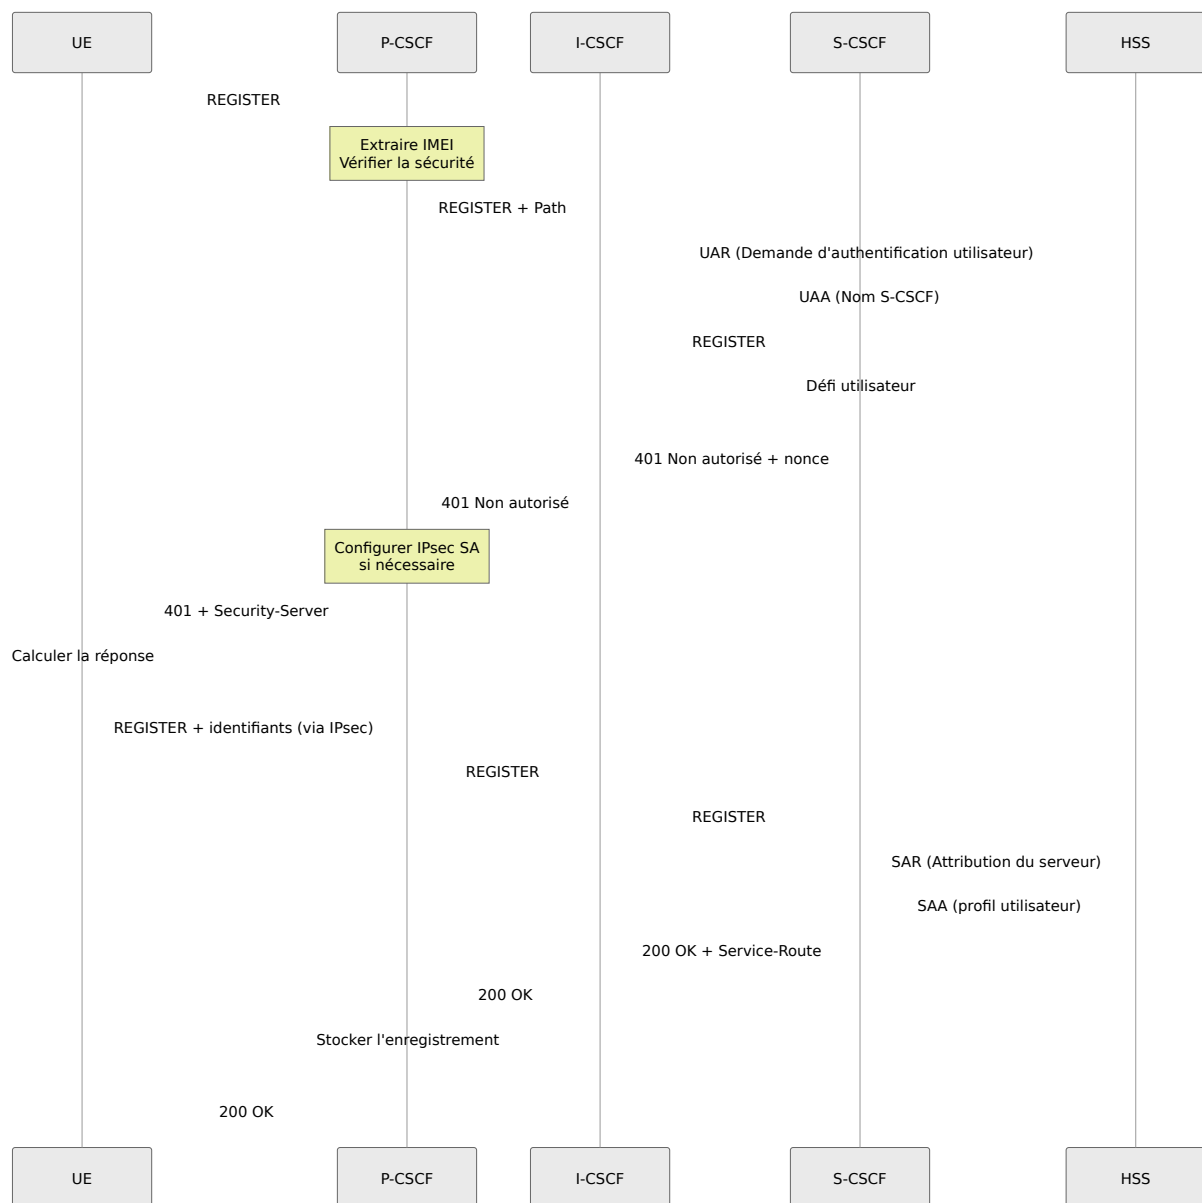 UE
P-CSCF
I-CSCF
S-CSCF
HSS
REGISTER
Extraire IMEI
Vérifier la sécurité
REGISTER + Path
UAR (Demande d'authentification utilisateur)
UAA (Nom S-CSCF)
REGISTER
Défi utilisateur
401 Non autorisé + nonce
401 Non autorisé
Configurer IPsec SA
si nécessaire
401 + Security-Server
Calculer la réponse
REGISTER + identifiants (via IPsec)
REGISTER
REGISTER
SAR (Attribution du serveur)
SAA (profil utilisateur)
200 OK + Service-Route
200 OK
Stocker l'enregistrement
200 OK
UE
P-CSCF
I-CSCF
S-CSCF
HSS